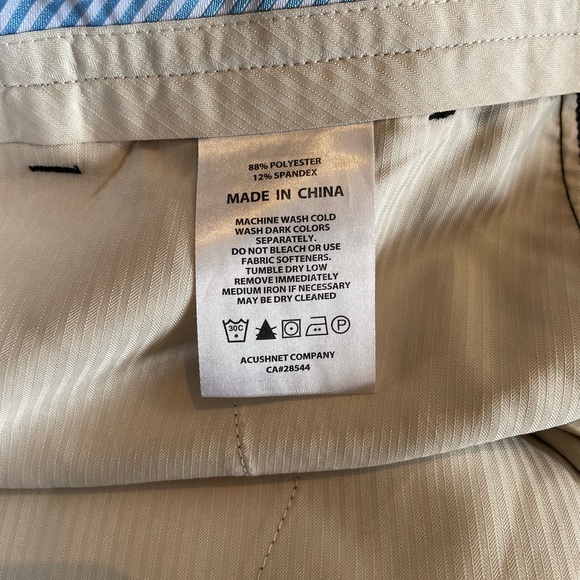 88% POLYESTER
12% SPANDEX
MADE IN CHINA
MACHINE WASH COLD
WASH DARK COLORS
SEPARATELY.
DO NOT BLEACH OR USE
FABRIC SOFTENERS.
TUMBLE DRY LOW
REMOVE IMMEDIATELY
MEDIUM IRON IF NECESSARY
MAY BE DRY CLEANED
30C P
ACUSHNET COMPANY
CA#28544